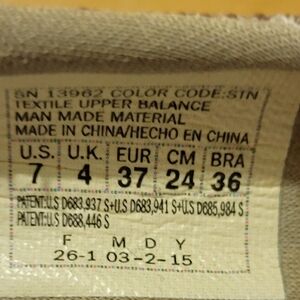 SN 13962 COLOR CODE:STN
TEXTILE UPPER BALANCE
MAN MADE MATERIAL
MADE IN CHINA/HECHO EN CHINA
U.S. U.K. EUR CM BRA
7 4 37 24 36
PATENT:U.S D683,937 S+U.S D683,941 S+U.S D685,984 S
PATENT:U.S D688,446 S
F M D Y
26-1 03-2-15